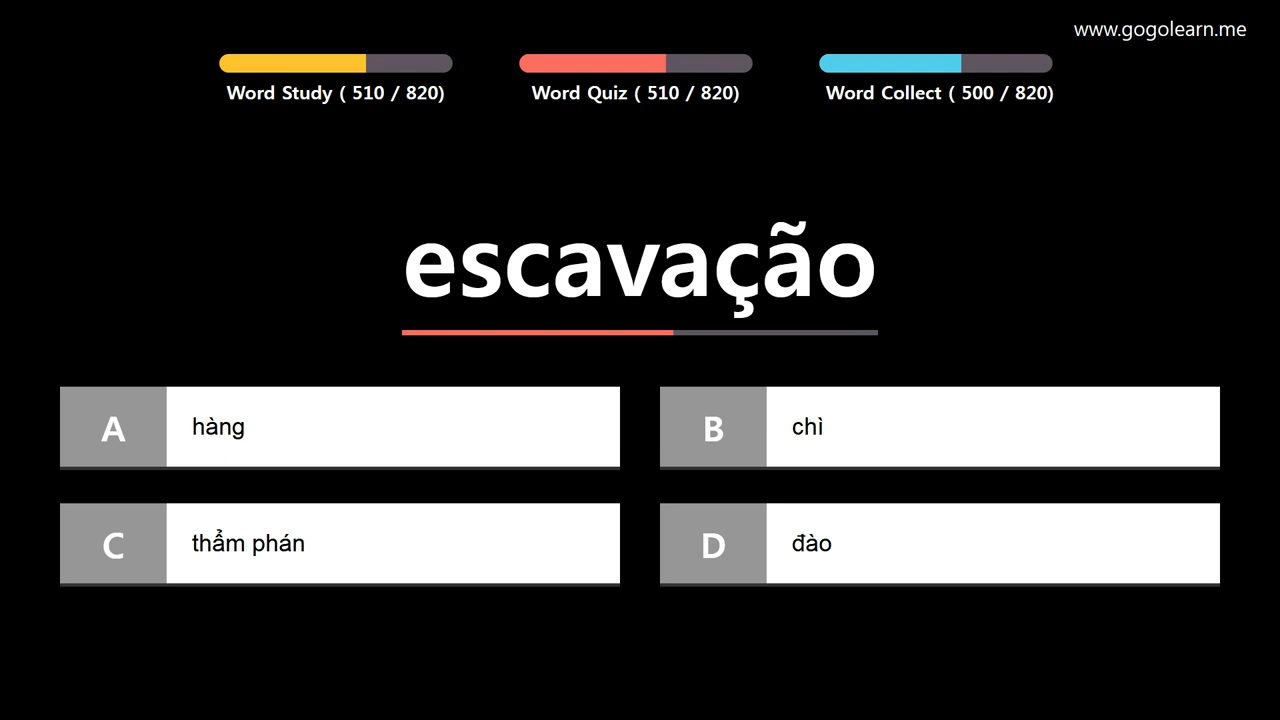 www.gogolearn.me
Word Study ( 510 / 820)
Word Quiz ( 510 / 820)
Word Collect ( 500 / 820)
escavação
A hàng
B chì
C thẩm phán
D đào